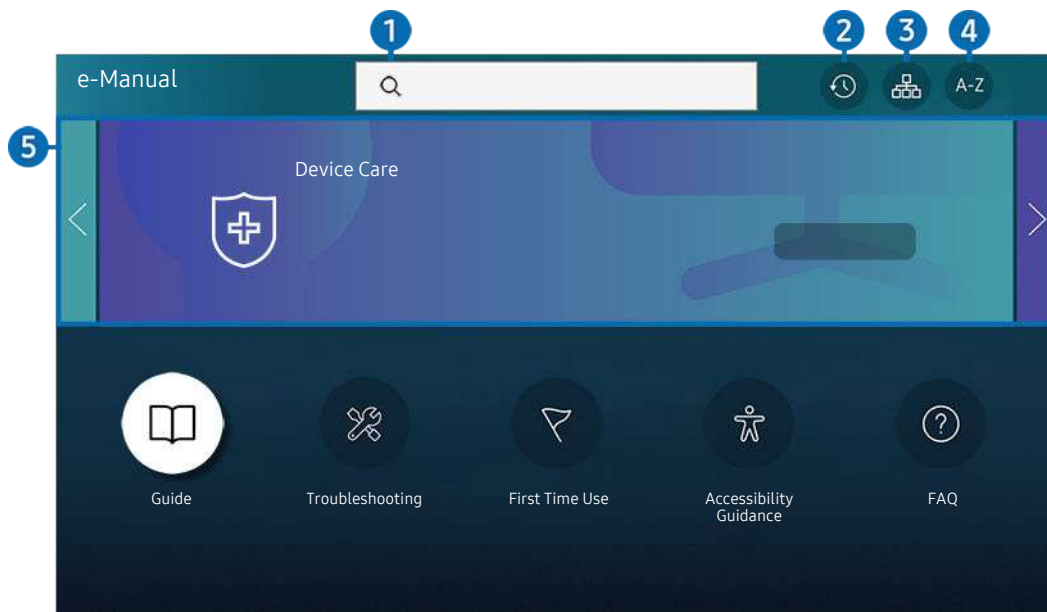 1
2
3
4
e-Manual
A-Z
5
Device Care
Guide
Troubleshooting
First Time Use
Accessibility
Guidance
FAQ
?